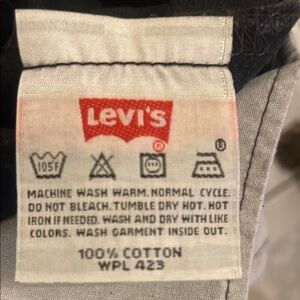 Levi's
®
®
105F
MACHINE WASH WARM. NORMAL CYCLE.
DO NOT BLEACH. TUMBLE DRY HOT. HOT
IRON IF NEEDED. WASH AND DRY WITH LIKE
COLORS. WASH GARMENT INSIDE OUT.
100% COTTON
WPL 423